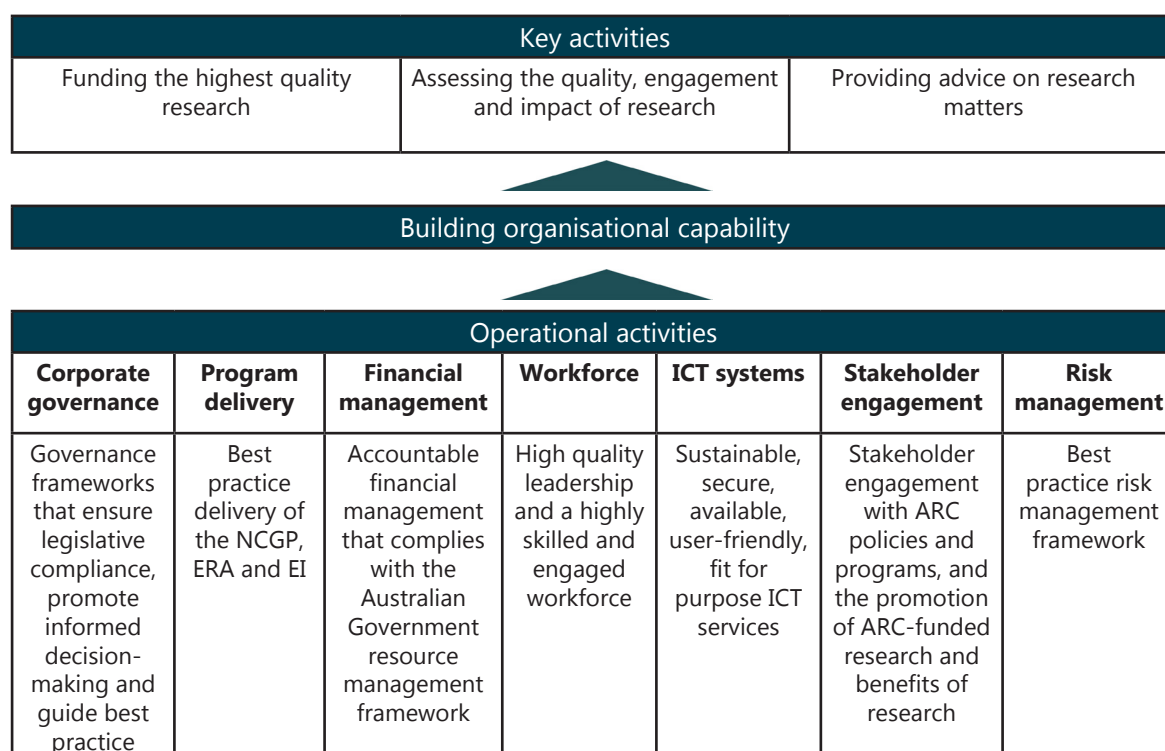 Key activities
Funding the highest quality
research
Assessing the quality, engagement
and impact of research
Providing advice on research
matters
Building organisational capability
Operational activities
Corporate
governance
Program
delivery
Financial
management
Workforce
ICT systems
Stakeholder
engagement
Risk
management
Governance
frameworks
that ensure
legislative
compliance,
promote
informed
decision-
making and
guide best
practice
Best
practice
delivery of
the NCGP,
ERA and EI
Accountable
financial
management
that complies
with the
Australian
Government
resource
management
framework
High quality
leadership
and a highly
skilled and
engaged
workforce
Sustainable,
secure,
available,
user-friendly,
fit for
purpose ICT
services
Stakeholder
engagement
with ARC
policies and
programs, and
the promotion
of ARC-funded
research and
benefits of
research
Best
practice risk
management
framework